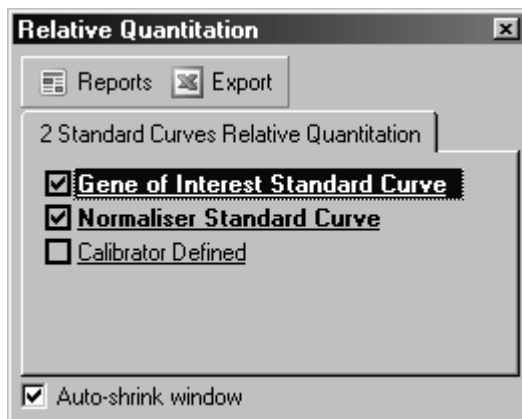 Relative Quantitation
Reports Export
2 Standard Curves Relative Quantitation
Gene of Interest Standard Curve
Normaliser Standard Curve
Calibrator Defined
Auto-shrink window